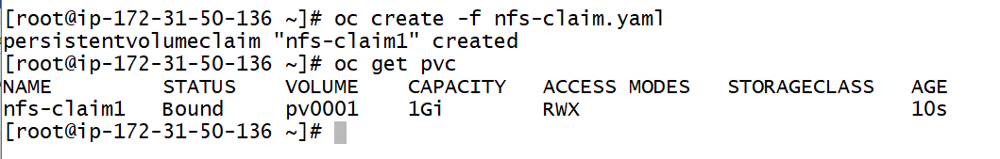 [root@ip-172-31-50-136 ~]# oc create -f nfs-claim.yaml
persistentvolumeclaim "nfs-claim1" created
[root@ip-172-31-50-136 ~]# oc get pvc
NAME         STATUS    VOLUME    CAPACITY   ACCESS MODES   STORAGECLASS   AGE
nfs-claim1   Bound     pv0001    1Gi        RWX                           10s
[root@ip-172-31-50-136 ~]#